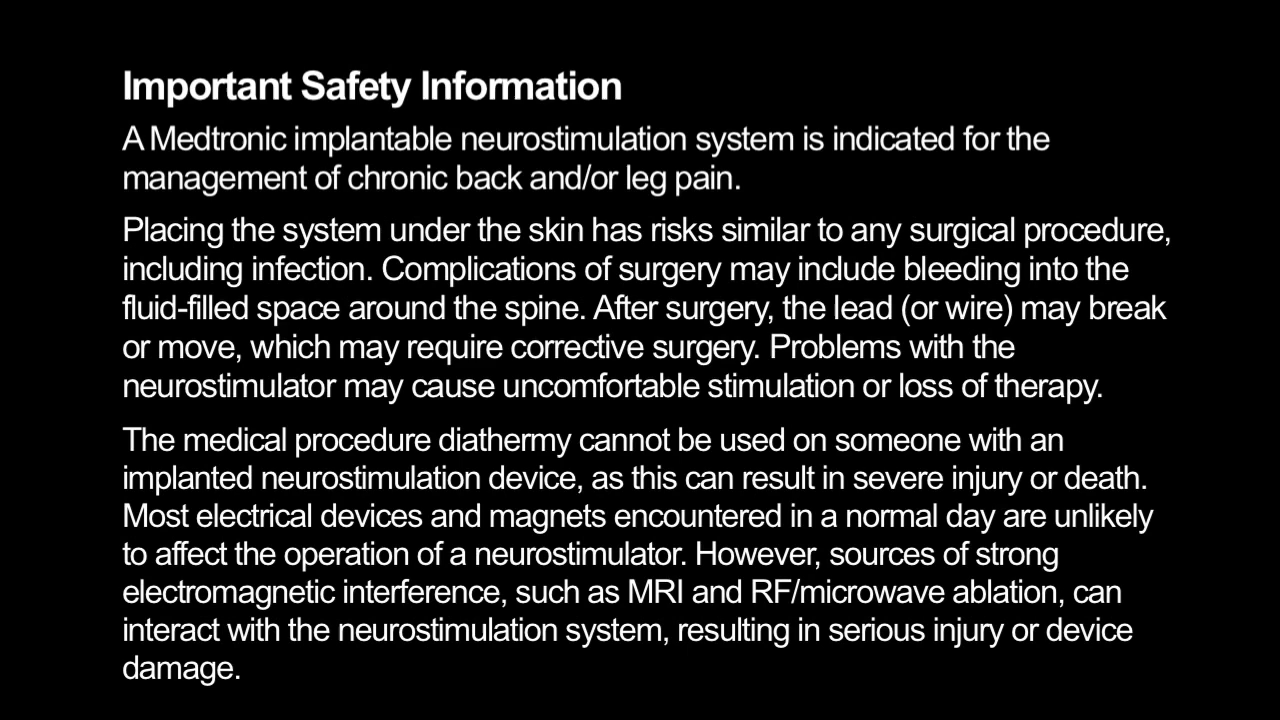 Important Safety Information
A Medtronic implantable neurostimulation system is indicated for the
management of chronic back and/or leg pain.
Placing the system under the skin has risks similar to any surgical procedure,
including infection. Complications of surgery may include bleeding into the
fluid-filled space around the spine. After surgery, the lead (or wire) may break
or move, which may require corrective surgery. Problems with the
neurostimulator may cause uncomfortable stimulation or loss of therapy.
The medical procedure diathermy cannot be used on someone with an
implanted neurostimulation device, as this can result in severe injury or death.
Most electrical devices and magnets encountered in a normal day are unlikely
to affect the operation of a neurostimulator. However, sources of strong
electromagnetic interference, such as MRI and RF/microwave ablation, can
interact with the neurostimulation system, resulting in serious injury or device
damage.